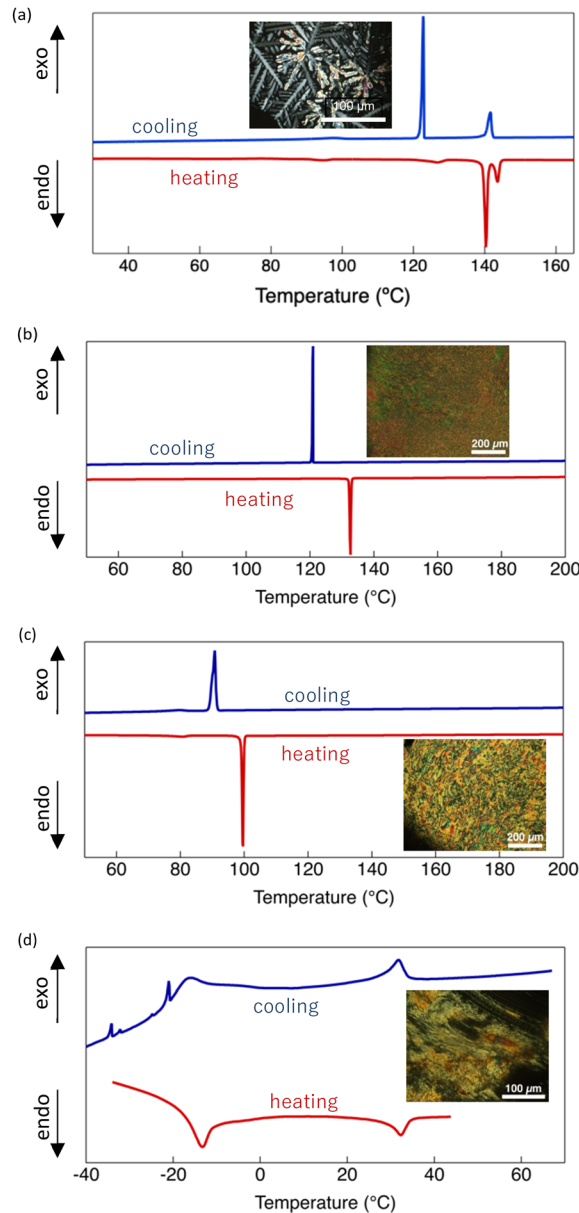 (a)
exo
endo
100 µm
cooling
heating
40 60 80 100 120 140 160
Temperature (ºC)
(b)
exo
endo
200 µm
cooling
heating
60 80 100 120 140 160 180 200
Temperature (°C)
(c)
exo
endo
cooling
heating
200 µm
60 80 100 120 140 160 180 200
Temperature (°C)
(d)
exo
endo
cooling
heating
100 µm
-40 -20 0 20 40 60
Temperature (°C)